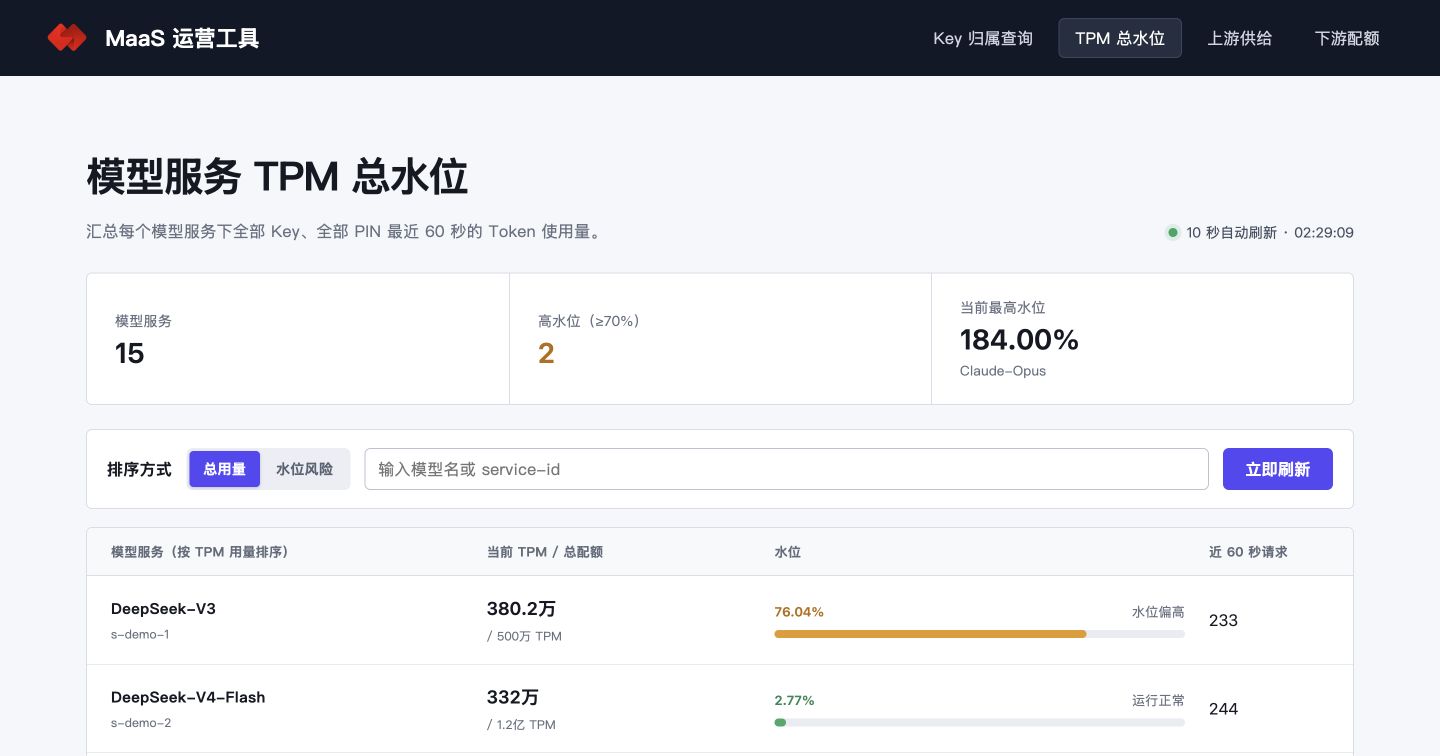 MaaS 运营工具
Key 归属查询
TPM 总水位
上游供给
下游配额
模型服务 TPM 总水位
汇总每个模型服务下全部 Key、全部 PIN 最近 60 秒的 Token 使用量。
10 秒自动刷新 · 02:29:09
模型服务
15
高水位（≥70%）
2
当前最高水位
184.00%
Claude-Opus
排序方式
总用量
水位风险
输入模型名或 service-id
立即刷新
模型服务（按 TPM 用量排序）
当前 TPM / 总配额
水位
近 60 秒请求
DeepSeek-V3
s-demo-1
380.2万
/ 500万 TPM
76.04%
水位偏高
233
DeepSeek-V4-Flash
s-demo-2
332万
/ 1.2亿 TPM
2.77%
运行正常
244